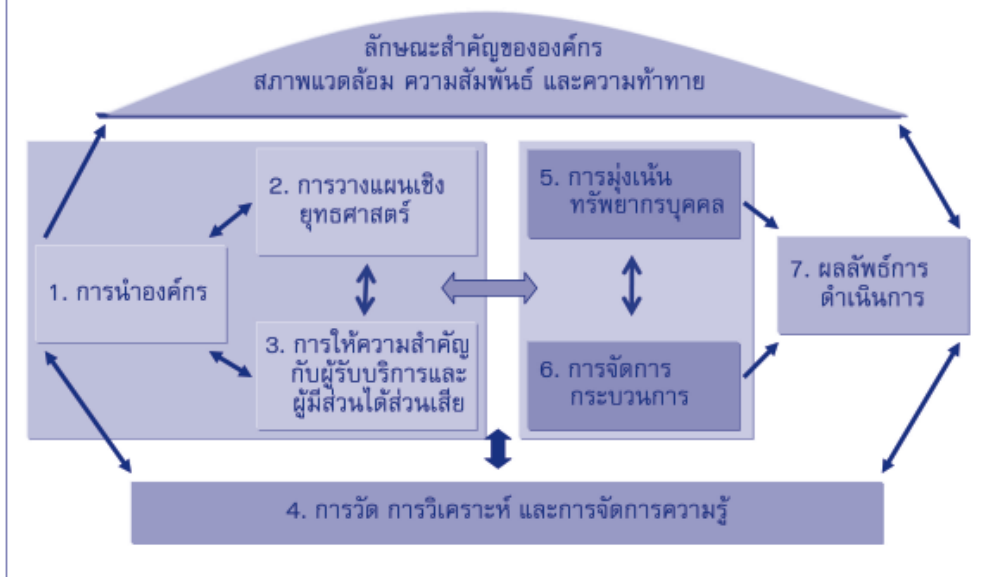 ลักษณะสำคัญขององค์กร
สภาพแวดล้อม ความสัมพันธ์ และความท้าทาย
2. การวางแผนเชิง
ยุทธศาสตร์
5. การมุ่งเน้น
ทรัพยากรบุคคล
1. การนำองค์กร
7. ผลลัพธ์การ
ดำเนินการ
3. การให้ความสำคัญ
กับผู้รับบริการและ
ผู้มีส่วนได้ส่วนเสีย
6. การจัดการ
กระบวนการ
4. การวัด การวิเคราะห์ และการจัดการความรู้